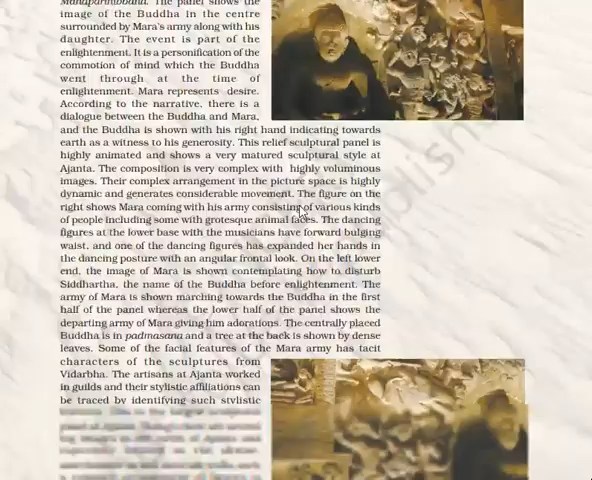 Mahaparinibbana. The panel shows the
image of the Buddha in the centre
surrounded by Mara's army along with his
daughter. The event is part of the
enlightenment. It is a personification of the
commotion of mind which the Buddha
went through at the time of
enlightenment. Mara represents desire.
According to the narrative, there is a
dialogue between the Buddha and Mara,
and the Buddha is shown with his right hand indicating towards
earth as a witness to his generosity. This relief sculptural panel is
highly animated and shows a very matured sculptural style at
Ajanta. The composition is very complex with highly voluminous
images. Their complex arrangement in the picture space is highly
dynamic and generates considerable movement. The figure on the
right shows Mara coming with his army consisting of various kinds
of people including some with grotesque animal faces. The dancing
figures at the lower base with the musicians have forward bulging
waist, and one of the dancing figures has expanded her hands in
the dancing posture with an angular frontal look. On the left lower
end, the image of Mara is shown contemplating how to disturb
Siddhartha, the name of the Buddha before enlightenment. The
army of Mara is shown marching towards the Buddha in the first
half of the panel whereas the lower half of the panel shows the
departing army of Mara giving him adorations. The centrally placed
Buddha is in padmasana and a tree at the back is shown by dense
leaves. Some of the facial features of the Mara army has tacit
characters of the sculptures from
Vidarbha. The artisans at Ajanta worked
in guilds and their stylistic affiliations can
be traced by identifying such stylistic